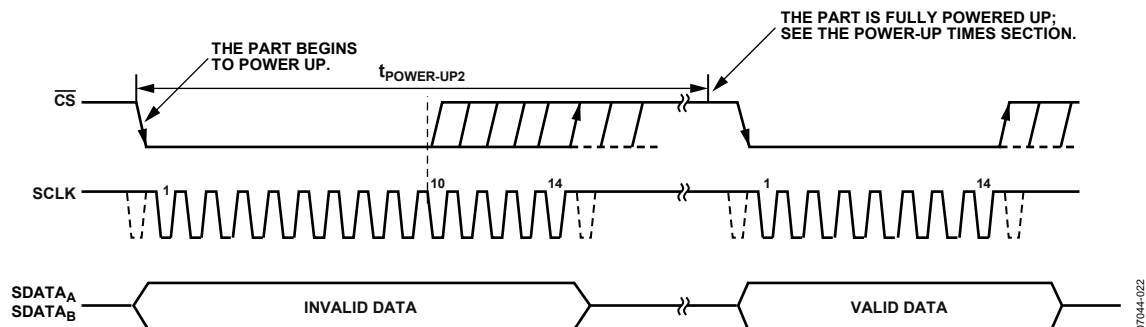 THE PART BEGINS
TO POWER UP.
THE PART IS FULLY POWERED UP;
SEE THE POWER-UP TIMES SECTION.
tPOWER-UP2
CS
SCLK
1
10
14
1
14
SDATAA
SDATAB
INVALID DATA
VALID DATA
07044-022